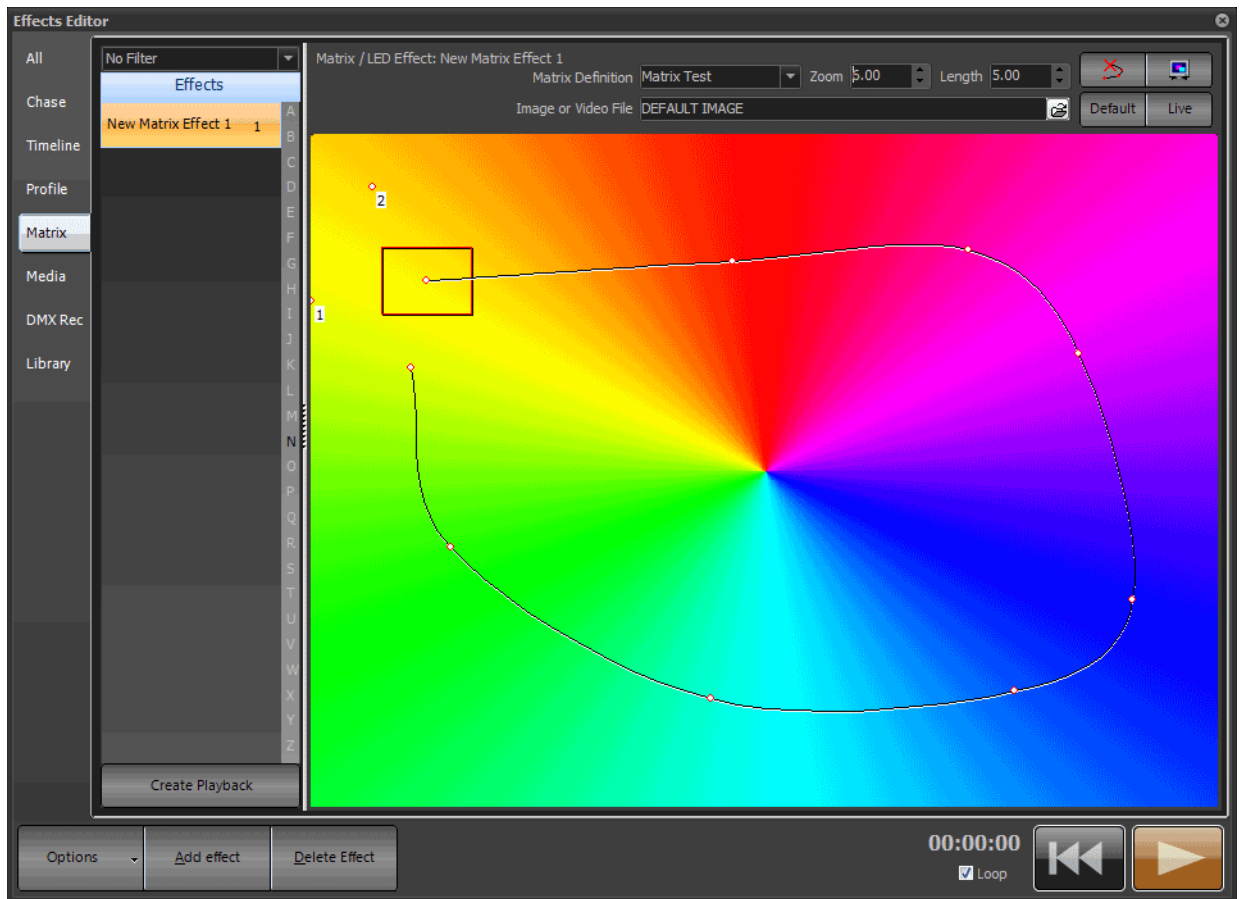 Effects Editor
All
Chase
Timeline
Profile
Matrix
Media
DMX Rec
Library
No Filter
Effects
New Matrix Effect 1 1
A
B
C
D
E
F
G
H
I
J
K
L
M
N
O
P
Q
R
S
T
U
V
W
X
Y
Z
Create Playback
Matrix / LED Effect: New Matrix Effect 1
Matrix Definition Matrix Test Zoom 5.00 Length 5.00
Image or Video File DEFAULT IMAGE Default Live
2
1
Options Add effect Delete Effect
00:00:00
Loop